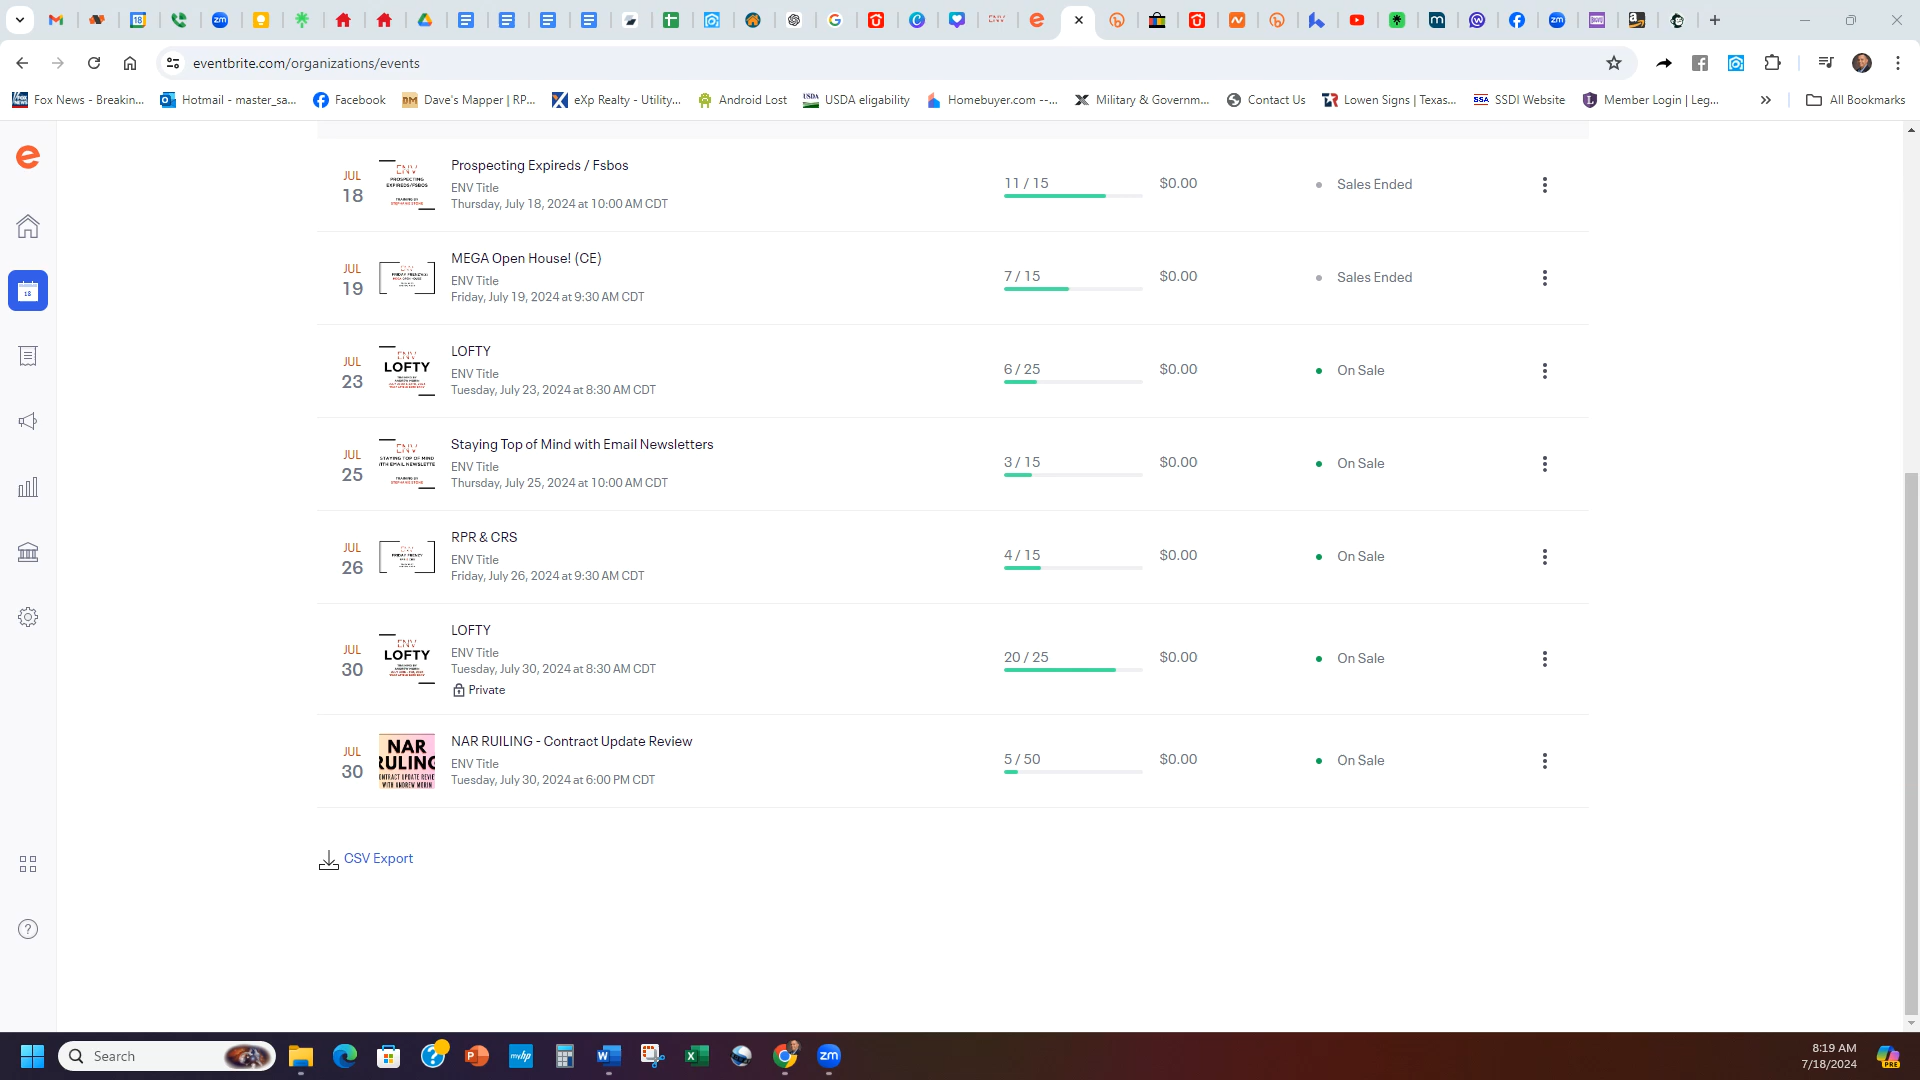 eventbrite.com/organizations/events
Fox News - Breakin...
Hotmail - master_sa...
Facebook
Dave's Mapper | RP...
eXp Realty - Utility...
Android Lost
USDA eligibility
Homebuyer.com --...
Military & Governm...
Contact Us
Lowen Signs | Texas...
SSDI Website
Member Login | Leg...
All Bookmarks
JUL
18
Prospecting Expireds / Fsbos
ENV Title
Thursday, July 18, 2024 at 10:00 AM CDT
11 / 15
$0.00
Sales Ended
JUL
19
MEGA Open House! (CE)
ENV Title
Friday, July 19, 2024 at 9:30 AM CDT
7 / 15
$0.00
Sales Ended
JUL
23
ENV
LOFTY
LOFTY
ENV Title
Tuesday, July 23, 2024 at 8:30 AM CDT
6 / 25
$0.00
On Sale
JUL
25
Staying Top of Mind with Email Newsletters
ENV Title
Thursday, July 25, 2024 at 10:00 AM CDT
3 / 15
$0.00
On Sale
JUL
26
RPR & CRS
ENV Title
Friday, July 26, 2024 at 9:30 AM CDT
4 / 15
$0.00
On Sale
JUL
30
ENV
LOFTY
LOFTY
ENV Title
Tuesday, July 30, 2024 at 8:30 AM CDT
Private
20 / 25
$0.00
On Sale
JUL
30
NAR
RULING
NAR RUILING - Contract Update Review
ENV Title
Tuesday, July 30, 2024 at 6:00 PM CDT
5 / 50
$0.00
On Sale
CSV Export
Search
8:19 AM
7/18/2024